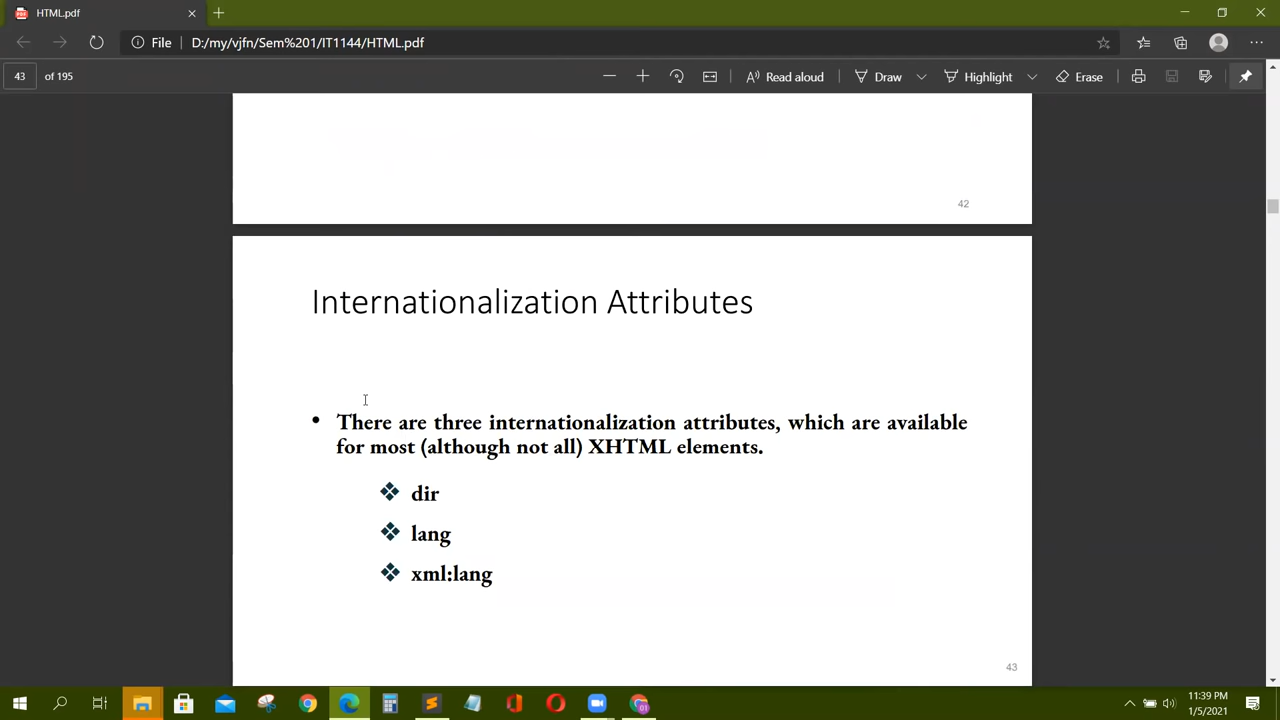 HTML.pdf
File D:/my/vjfn/Sem%201/IT1144/HTML.pdf
43 of 195 Read aloud Draw Highlight Erase
42
Internationalization Attributes
• There are three internationalization attributes, which are available
for most (although not all) XHTML elements.
❖ dir
❖ lang
❖ xml:lang
43
11:39 PM
1/5/2021